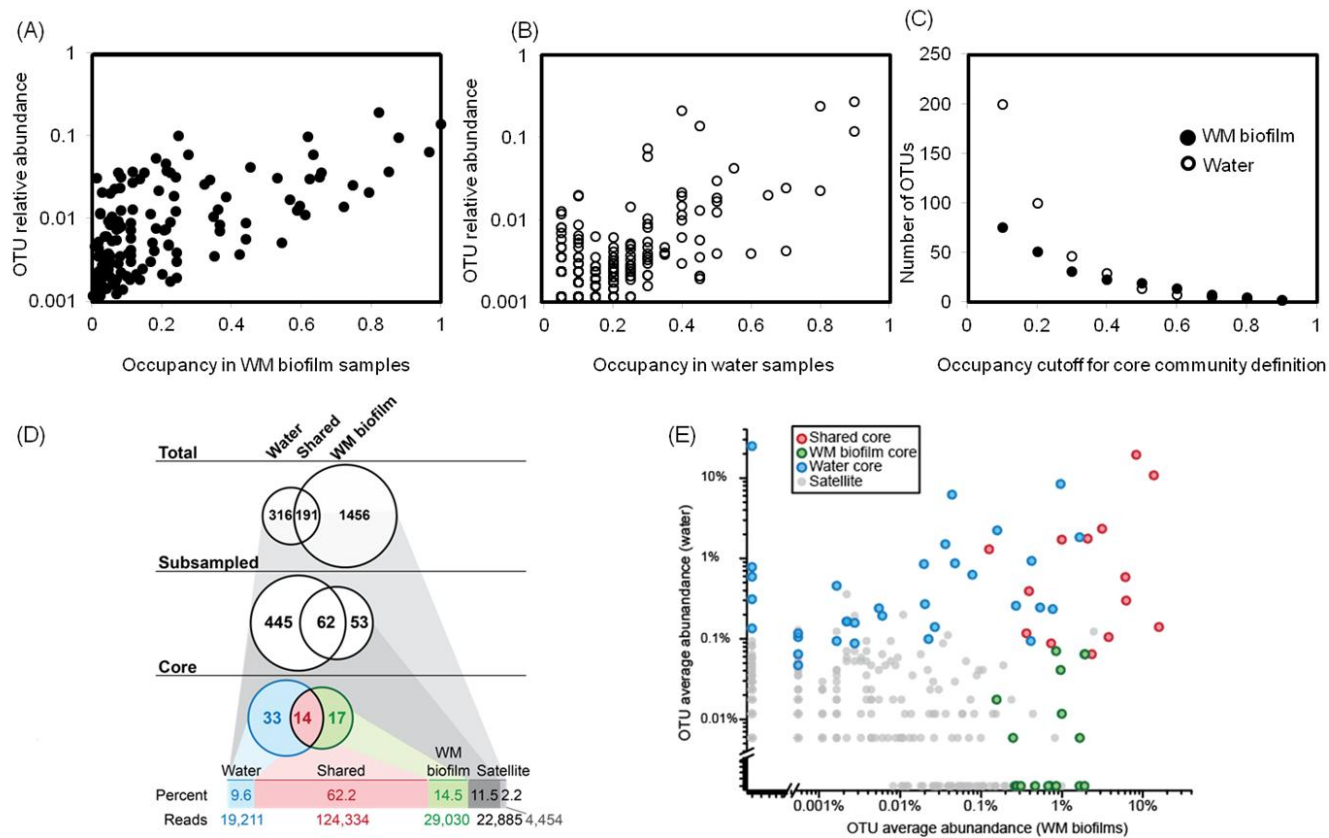 (A)
1
0.1
0.01
0.001
OTU relative abundance
0 0.2 0.4 0.6 0.8 1
Occupancy in WM biofilm samples
(B)
1
0.1
0.01
0.001
OTU relative abundance
0 0.2 0.4 0.6 0.8 1
Occupancy in water samples
(C)
250
200
150
100
50
0
Number of OTUs
WM biofilm
Water
0 0.2 0.4 0.6 0.8 1
Occupancy cutoff for core community definition
(D)
Water Shared WM biofilm
Total
316 191 1456
Subsampled
445 62 53
Core
33 14 17
WM
Water Shared biofilm Satellite
Percent 9.6 62.2 14.5 11.5 2.2
Reads 19,211 124,334 29,030 22,885 4,454
(E)
Shared core
WM biofilm core
Water core
Satellite
10%
1%
0.1%
0.01%
OTU average abundance (water)
0.001% 0.01% 0.1% 1% 10%
OTU average abunandance (WM biofilms)